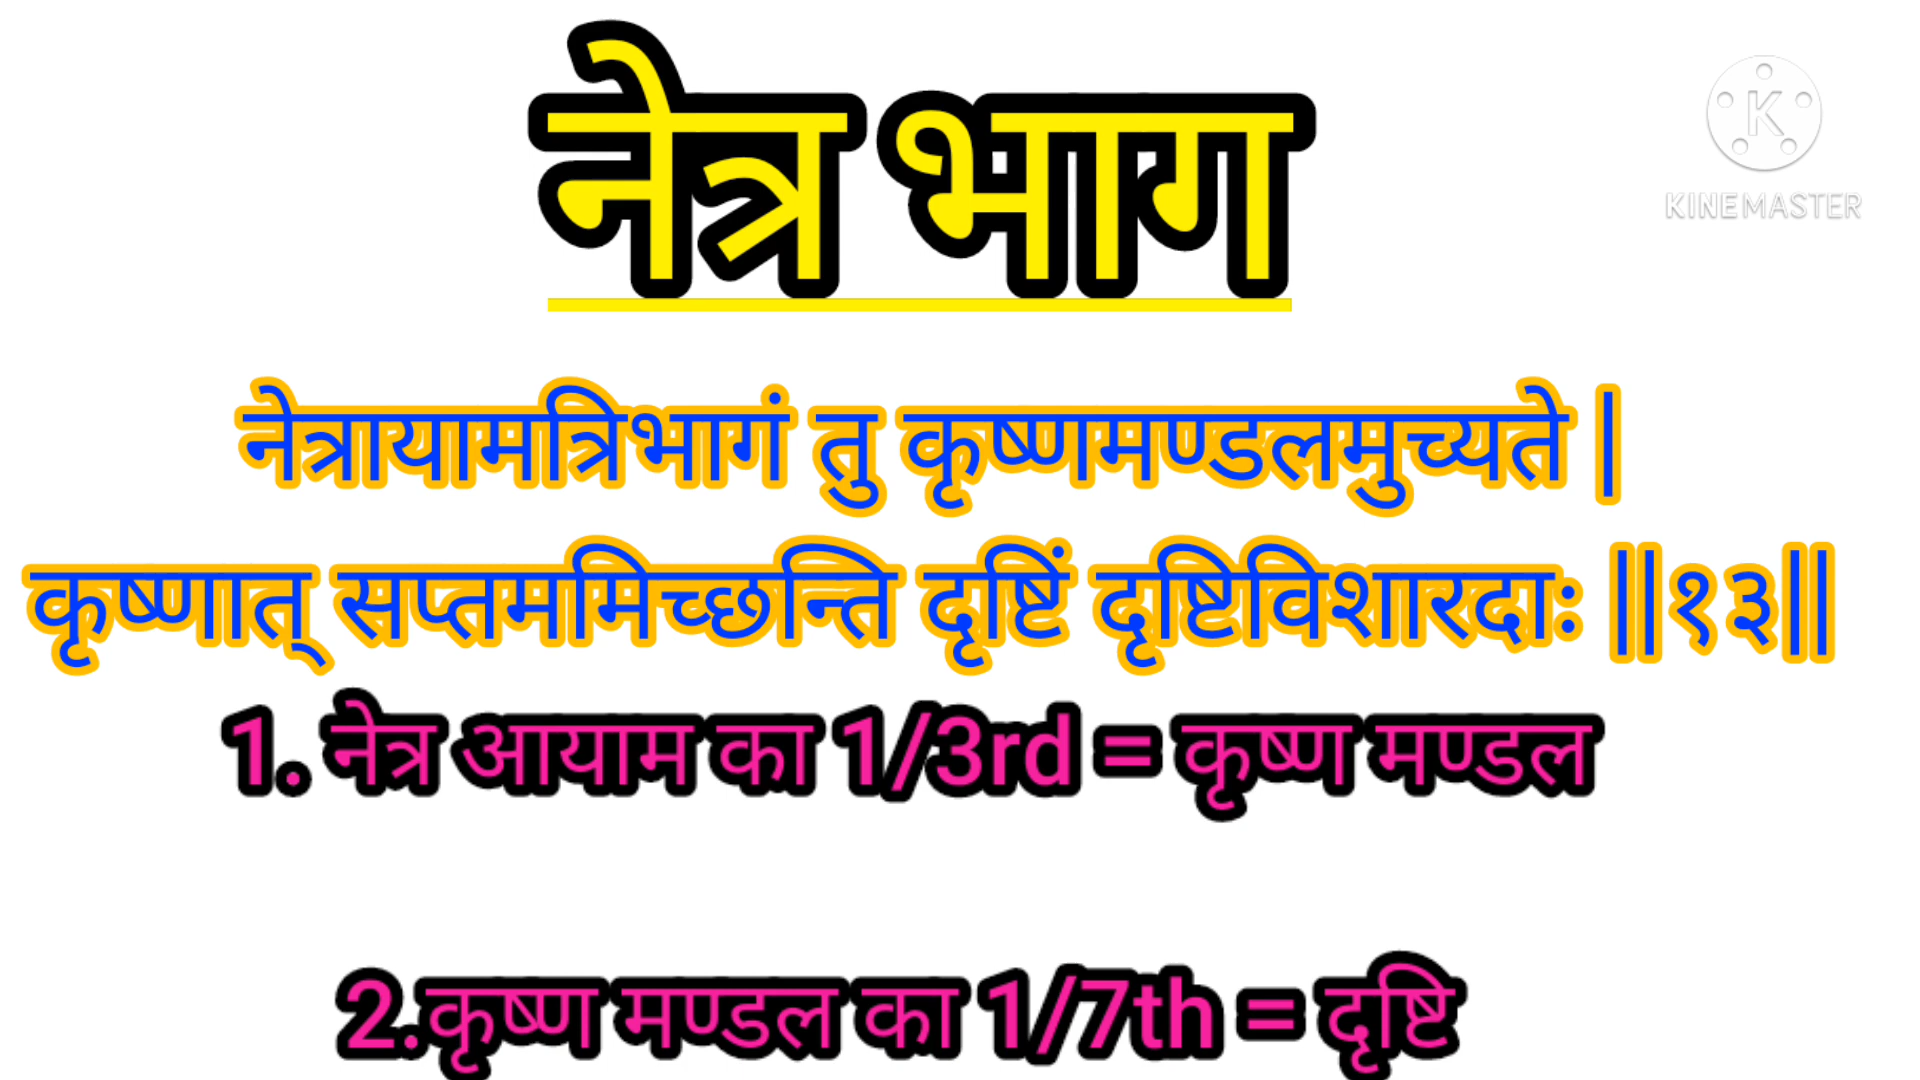 नेत्र भाग
K
KINEMASTER
नेत्रायामत्रिभागं तु कृष्णमण्डलमुच्यते |
कृष्णात् सप्तममिच्छन्ति दृष्टिं दृष्टिविशारदाः ||१३||
1. नेत्र आयाम का 1/3rd = कृष्ण मण्डल
2.कृष्ण मण्डल का 1/7th = दृष्टि